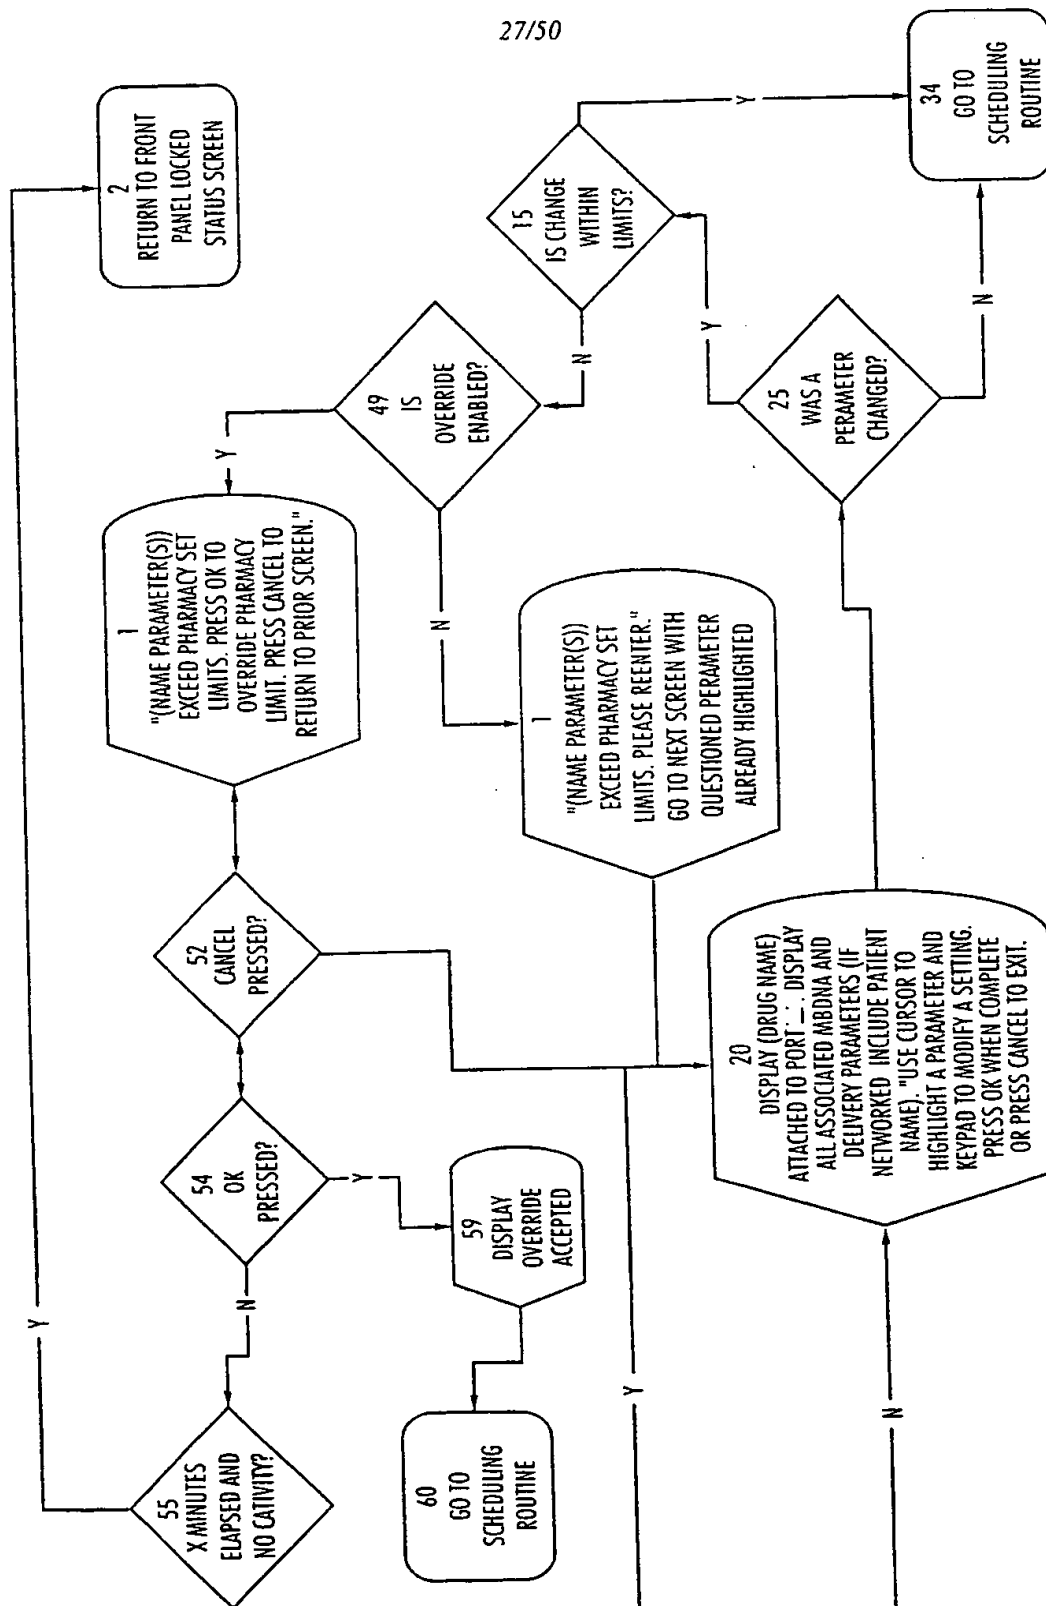 27/50
2
RETURN TO FRONT
PANEL LOCKED
STATUS SCREEN
Y
34
GO TO
SCHEDULING
ROUTINE
Y
15
IS CHANGE
WITHIN
LIMITS?
N
Y
N
25
WAS A
PERAMETER
CHANGED?
49
IS
OVERRIDE
ENABLED?
Y
N
1
"(NAME PARAMETER(S))
EXCEED PHARMACY SET
LIMITS. PRESS OK TO
OVERRIDE PHARMACY
LIMIT. PRESS CANCEL TO
RETURN TO PRIOR SCREEN."
1
"(NAME PARAMETER(S))
EXCEED PHARMACY SET
LIMITS. PLEASE REENTER."
GO TO NEXT SCREEN WITH
QUESTIONED PERAMETER
ALREADY HIGHLIGHTED
52
CANCEL
PRESSED?
54
OK
PRESSED?
Y
N
59
DISPLAY
OVERRIDE
ACCEPTED
20
DISPLAY (DRUG NAME)
ATTACHED TO PORT '_'. DISPLAY
ALL ASSOCIATED MBDNA AND
DELIVERY PARAMETERS (IF
NETWORKED INCLUDE PATIENT
NAME). "USE CURSOR TO
HIGHLIGHT A PARAMETER AND
KEYPAD TO MODIFY A SETTING.
PRESS OK WHEN COMPLETE
OR PRESS CANCEL TO EXIT.
55
X MINUTES
ELAPSED AND
NO CATIVITY?
60
GO TO
SCHEDULING
ROUTINE
Y
N